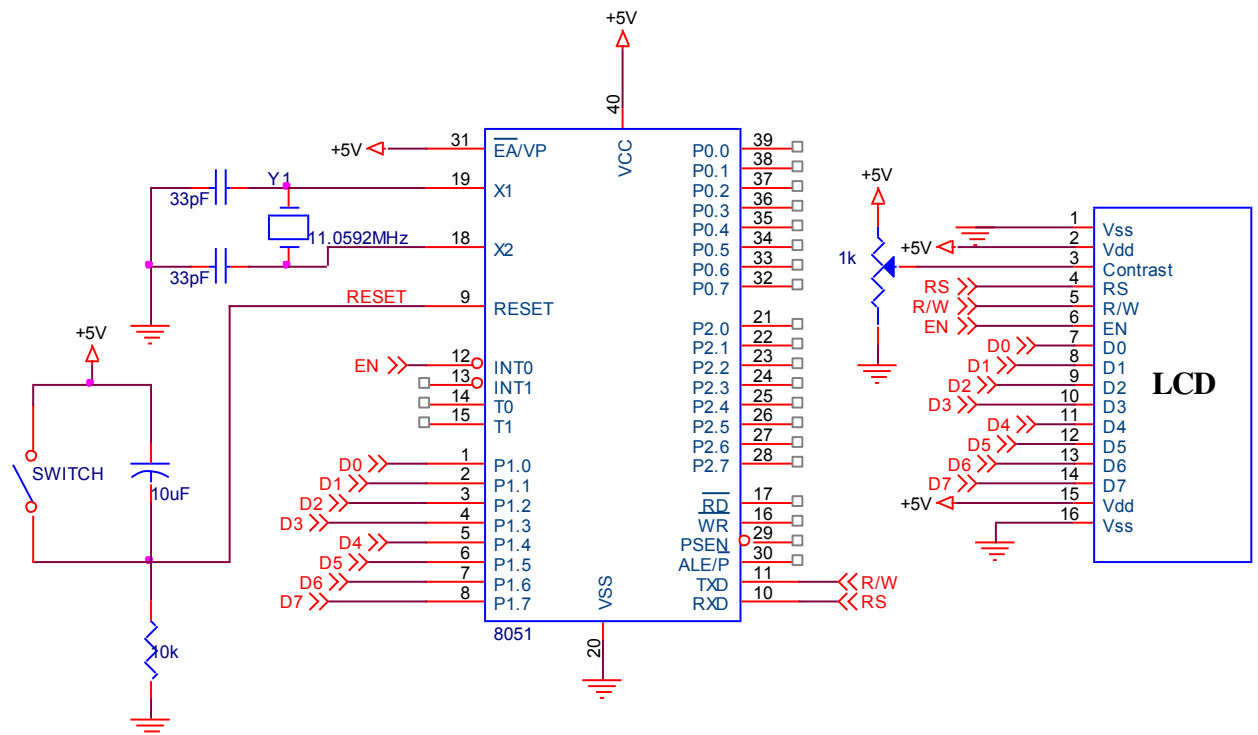 +5V
40
VCC
+5V
31
EA/VP
33pF
Y1
19
X1
11.0592MHz
33pF
18
X2
RESET
9
RESET
+5V
SWITCH
10uF
10k
EN
12
INT0
13
INT1
14
T0
15
T1
D0
1
P1.0
D1
2
P1.1
D2
3
P1.2
D3
4
P1.3
D4
5
P1.4
D5
6
P1.5
D6
7
P1.6
D7
8
P1.7
8051
VSS
20
P0.0
39
P0.1
38
P0.2
37
P0.3
36
P0.4
35
P0.5
34
P0.6
33
P0.7
32
P2.0
21
P2.1
22
P2.2
23
P2.3
24
P2.4
25
P2.5
26
P2.6
27
P2.7
28
RD
17
WR
16
PSEN
29
ALE/P
30
TXD
11
R/W
RXD
10
RS
+5V
1k
1
Vss
+5V
2
Vdd
3
Contrast
RS
4
RS
R/W
5
R/W
EN
6
EN
D0
7
D0
D1
8
D1
D2
9
D2
D3
10
D3
D4
11
D4
D5
12
D5
D6
13
D6
D7
14
D7
+5V
15
Vdd
16
Vss
LCD